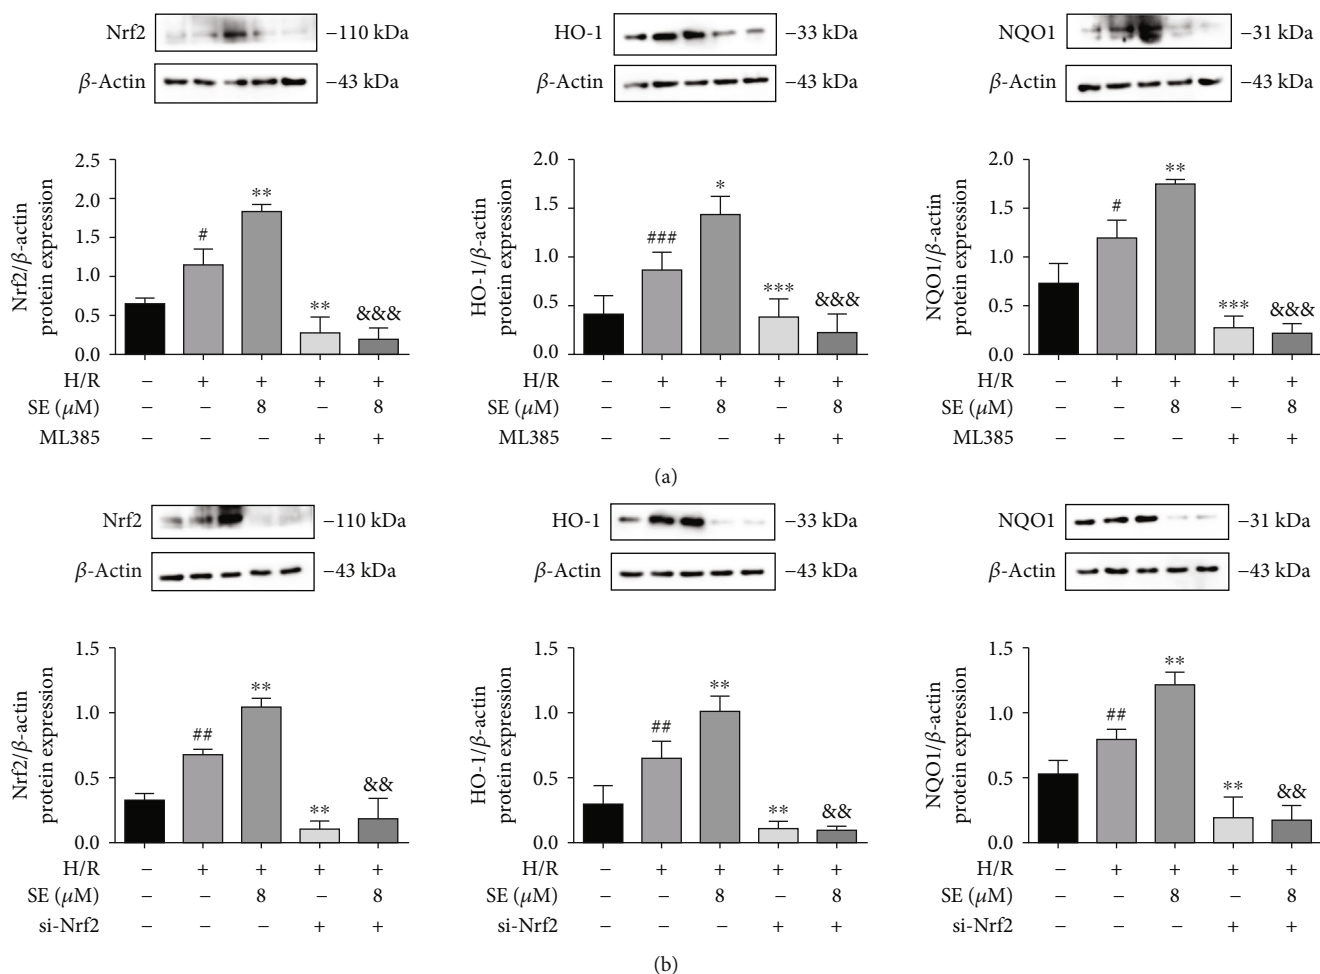 Nrf2 –110 kDa HO-1 –33 kDa NQO1 –31 kDa
β-Actin –43 kDa β-Actin –43 kDa β-Actin –43 kDa
Nrf2/β-actin
protein expression
2.5
2.0
1.5
1.0
0.5
0.0
# ** ** &&&
H/R – + + + +
SE (μM) – – 8 – 8
ML385 – – – + +
HO-1/β-actin
protein expression
2.0
1.5
1.0
0.5
0.0
### * *** &&&
H/R – + + + +
SE (μM) – – 8 – 8
ML385 – – – + +
NQO1/β-actin
protein expression
2.0
1.5
1.0
0.5
0.0
# ** *** &&&
H/R – + + + +
SE (μM) – – 8 – 8
ML385 – – – + +
(a)
Nrf2 –110 kDa HO-1 –33 kDa NQO1 –31 kDa
β-Actin –43 kDa β-Actin –43 kDa β-Actin –43 kDa
Nrf2/β-actin
protein expression
1.5
1.0
0.5
0.0
## ** ** &&
H/R – + + + +
SE (μM) – – 8 – 8
si-Nrf2 – – – + +
HO-1/β-actin
protein expression
1.5
1.0
0.5
0.0
## ** ** &&
H/R – + + + +
SE (μM) – – 8 – 8
si-Nrf2 – – – + +
NQO1/β-actin
protein expression
1.5
1.0
0.5
0.0
## ** ** &&
H/R – + + + +
SE (μM) – – 8 – 8
si-Nrf2 – – – + +
(b)